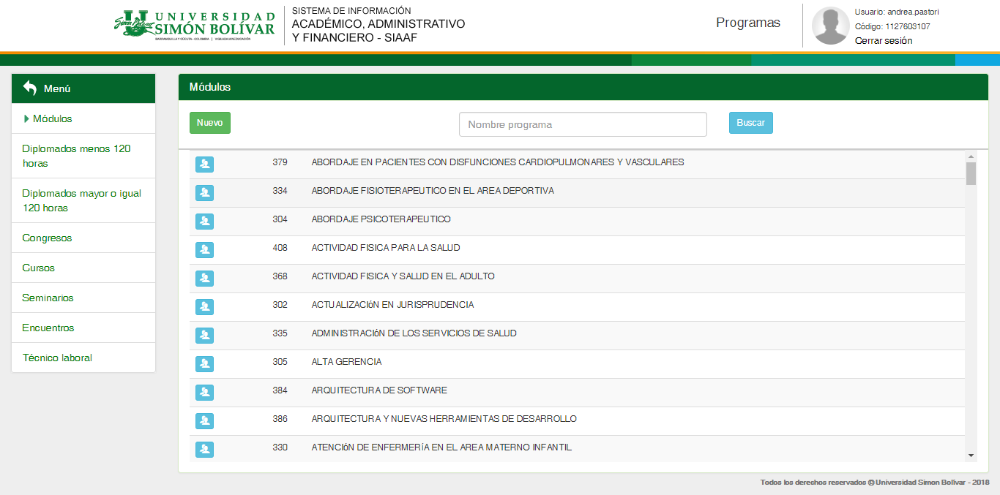 UNIVERSIDAD
SIMÓN BOLÍVAR
BARRANQUILLA Y CÚCUTA - COLOMBIA | VIGILADA MINEDUCACIÓN
SISTEMA DE INFORMACIÓN
ACADÉMICO, ADMINISTRATIVO
Y FINANCIERO - SIAAF
Programas
Usuario: andrea.pastori
Código: 1127603107
Cerrar sesión
Menú
Módulos
Diplomados menos 120
horas
Diplomados mayor o igual
120 horas
Congresos
Cursos
Seminarios
Encuentros
Técnico laboral
Módulos
Nuevo
Nombre programa
Buscar
379 ABORDAJE EN PACIENTES CON DISFUNCIONES CARDIOPULMONARES Y VASCULARES
334 ABORDAJE FISIOTERAPEUTICO EN EL AREA DEPORTIVA
304 ABORDAJE PSICOTERAPEUTICO
408 ACTIVIDAD FISICA PARA LA SALUD
368 ACTIVIDAD FISICA Y SALUD EN EL ADULTO
302 ACTUALIZACIóN EN JURISPRUDENCIA
335 ADMINISTRACIóN DE LOS SERVICIOS DE SALUD
305 ALTA GERENCIA
384 ARQUITECTURA DE SOFTWARE
386 ARQUITECTURA Y NUEVAS HERRAMIENTAS DE DESARROLLO
330 ATENCIóN DE ENFERMERíA EN EL AREA MATERNO INFANTIL
Todos los derechos reservados © Universidad Simon Bolívar - 2018